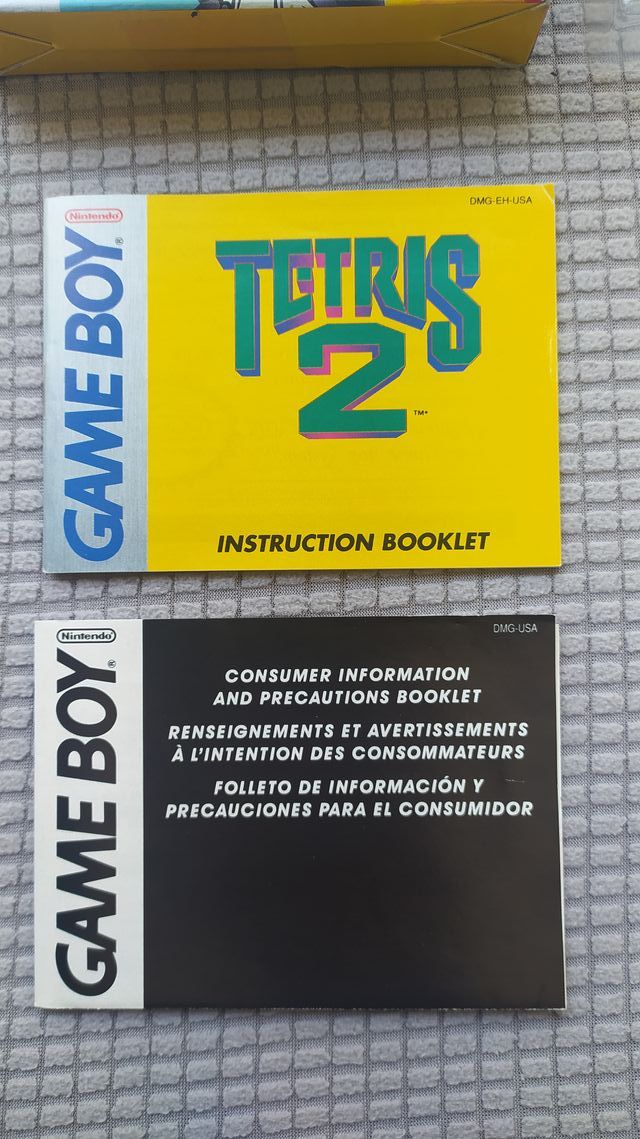 Nintendo
GAME BOY®
DMG-EH-USA
TETRIS
2
™*
INSTRUCTION BOOKLET
Nintendo
GAME BOY®
DMG-USA
CONSUMER INFORMATION
AND PRECAUTIONS BOOKLET
RENSEIGNEMENTS ET AVERTISSEMENTS
À L'INTENTION DES CONSOMMATEURS
FOLLETO DE INFORMACIÓN Y
PRECAUCIONES PARA EL CONSUMIDOR